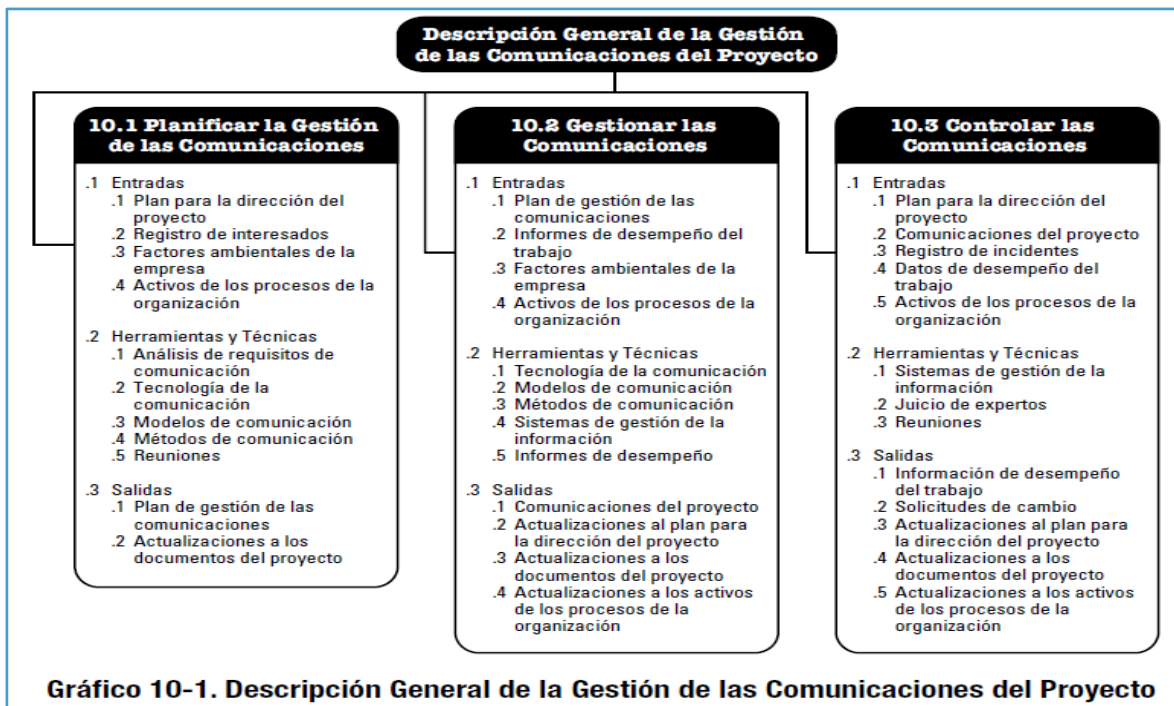 Descripción General de la Gestión
de las Comunicaciones del Proyecto
10.1 Planificar la Gestión
de las Comunicaciones
.1 Entradas
.1 Plan para la dirección del
proyecto
.2 Registro de interesados
.3 Factores ambientales de la
empresa
.4 Activos de los procesos de la
organización
.2 Herramientas y Técnicas
.1 Análisis de requisitos de
comunicación
.2 Tecnología de la
comunicación
.3 Modelos de comunicación
.4 Métodos de comunicación
.5 Reuniones
.3 Salidas
.1 Plan de gestión de las
comunicaciones
.2 Actualizaciones a los
documentos del proyecto
10.2 Gestionar las
Comunicaciones
.1 Entradas
.1 Plan de gestión de las
comunicaciones
.2 Informes de desempeño del
trabajo
.3 Factores ambientales de la
empresa
.4 Activos de los procesos de la
organización
.2 Herramientas y Técnicas
.1 Tecnología de la comunicación
.2 Modelos de comunicación
.3 Métodos de comunicación
.4 Sistemas de gestión de la
información
.5 Informes de desempeño
.3 Salidas
.1 Comunicaciones del proyecto
.2 Actualizaciones al plan para
la dirección del proyecto
.3 Actualizaciones a los
documentos del proyecto
.4 Actualizaciones a los activos
de los procesos de la
organización
10.3 Controlar las
Comunicaciones
.1 Entradas
.1 Plan para la dirección del
proyecto
.2 Comunicaciones del proyecto
.3 Registro de incidentes
.4 Datos de desempeño del
trabajo
.5 Activos de los procesos de la
organización
.2 Herramientas y Técnicas
.1 Sistemas de gestión de la
información
.2 Juicio de expertos
.3 Reuniones
.3 Salidas
.1 Información de desempeño
del trabajo
.2 Solicitudes de cambio
.3 Actualizaciones al plan para
la dirección del proyecto
.4 Actualizaciones a los
documentos del proyecto
.5 Actualizaciones a los activos
de los procesos de la
organización
Gráfico 10-1. Descripción General de la Gestión de las Comunicaciones del Proyecto